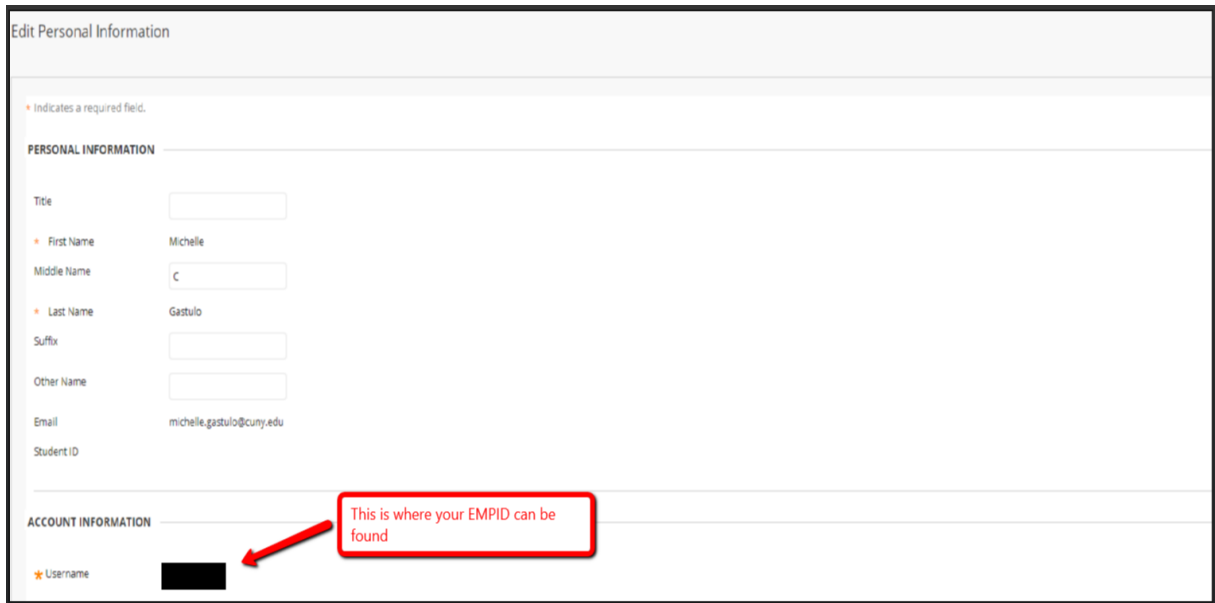 Edit Personal Information
* Indicates a required field.
PERSONAL INFORMATION
Title
* First Name Michelle
Middle Name C
* Last Name Gastulo
Suffix
Other Name
Email michelle.gastulo@cuny.edu
Student ID
ACCOUNT INFORMATION
This is where your EMPID can be
found
* Username